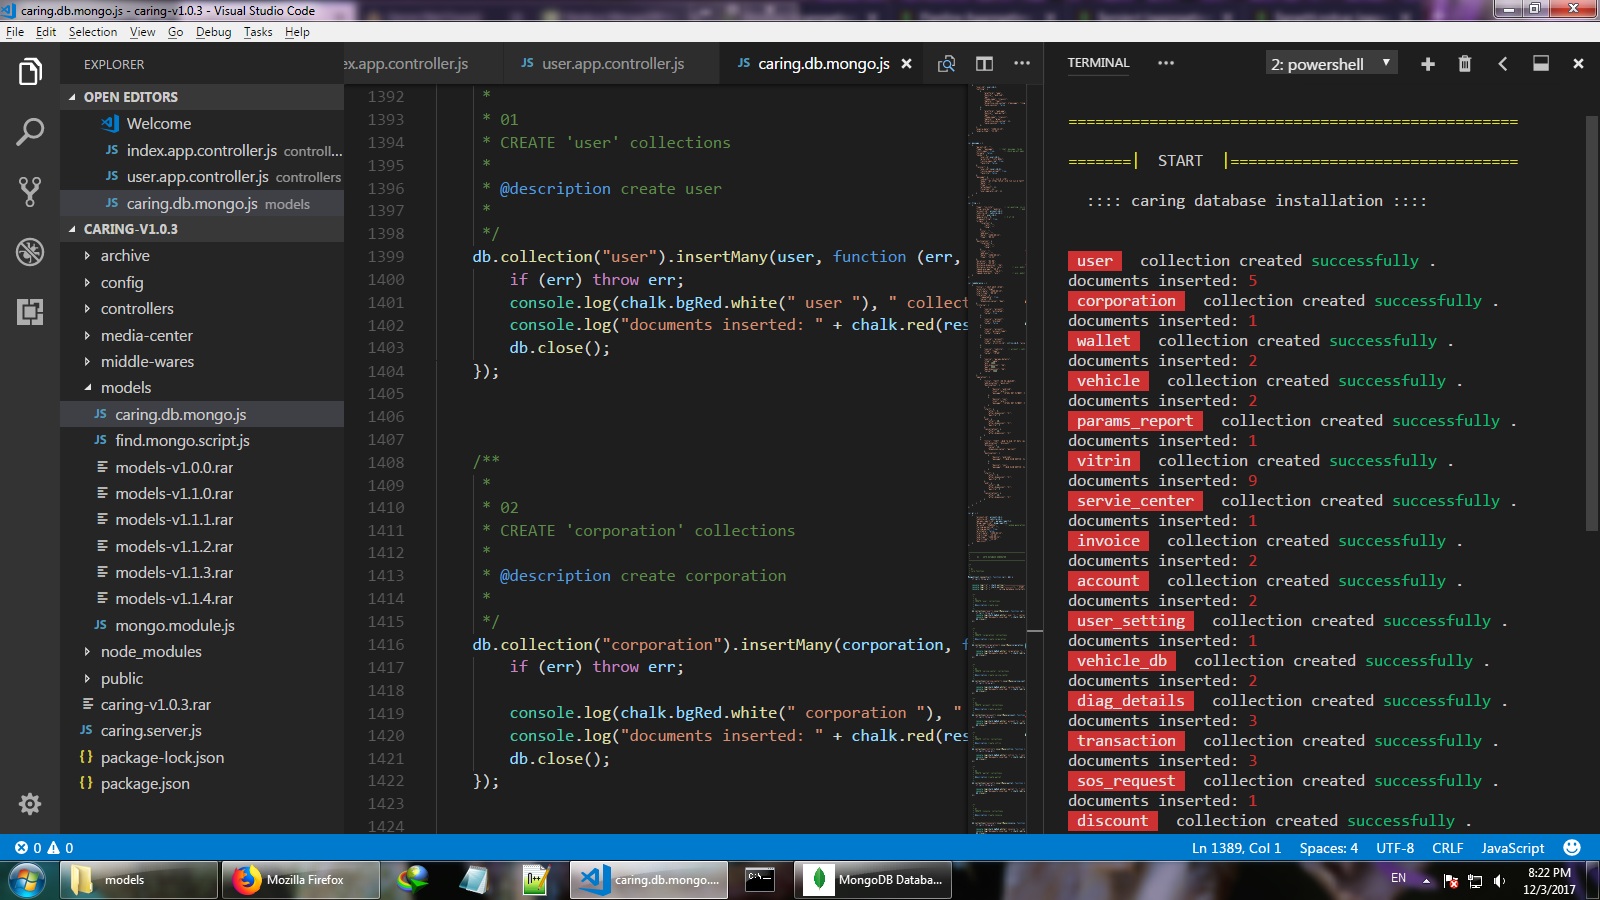 caring.db.mongo.js - caring-v1.0.3 - Visual Studio Code
File Edit Selection View Go Debug Tasks Help
EXPLORER
OPEN EDITORS
Welcome
index.app.controller.js controll...
user.app.controller.js controllers
caring.db.mongo.js models
CARING-V1.0.3
archive
config
controllers
media-center
middle-wares
models
caring.db.mongo.js
find.mongo.script.js
models-v1.0.0.rar
models-v1.1.0.rar
models-v1.1.1.rar
models-v1.1.2.rar
models-v1.1.3.rar
models-v1.1.4.rar
mongo.module.js
node_modules
public
caring-v1.0.3.rar
caring.server.js
package-lock.json
package.json
ex.app.controller.js
JS user.app.controller.js
JS caring.db.mongo.js
1392 *
1393 * 01
1394 * CREATE 'user' collections
1395 *
1396 * @description create user
1397 *
1398 */
1399 db.collection("user").insertMany(user, function (err,
1400 if (err) throw err;
1401 console.log(chalk.bgRed.white(" user "), " collect
1402 console.log("documents inserted: " + chalk.red(res
1403 db.close();
1404 });
1405
1406
1407
1408 /**
1409 *
1410 * 02
1411 * CREATE 'corporation' collections
1412 *
1413 * @description create corporation
1414 *
1415 */
1416 db.collection("corporation").insertMany(corporation, f
1417 if (err) throw err;
1418
1419 console.log(chalk.bgRed.white(" corporation "), "
1420 console.log("documents inserted: " + chalk.red(res
1421 db.close();
1422 });
1423
1424
TERMINAL
2: powershell
==================================================
=======| START |================================
:::: caring database installation ::::
user collection created successfully .
documents inserted: 5
corporation collection created successfully .
documents inserted: 1
wallet collection created successfully .
documents inserted: 2
vehicle collection created successfully .
documents inserted: 2
params_report collection created successfully .
documents inserted: 1
vitrin collection created successfully .
documents inserted: 9
servie_center collection created successfully .
documents inserted: 1
invoice collection created successfully .
documents inserted: 2
account collection created successfully .
documents inserted: 2
user_setting collection created successfully .
documents inserted: 1
vehicle_db collection created successfully .
documents inserted: 2
diag_details collection created successfully .
documents inserted: 3
transaction collection created successfully .
documents inserted: 3
sos_request collection created successfully .
documents inserted: 1
discount collection created successfully .
0 0
Ln 1389, Col 1 Spaces: 4 UTF-8 CRLF JavaScript
models
Mozilla Firefox
caring.db.mongo....
MongoDB Databa...
EN
8:22 PM
12/3/2017